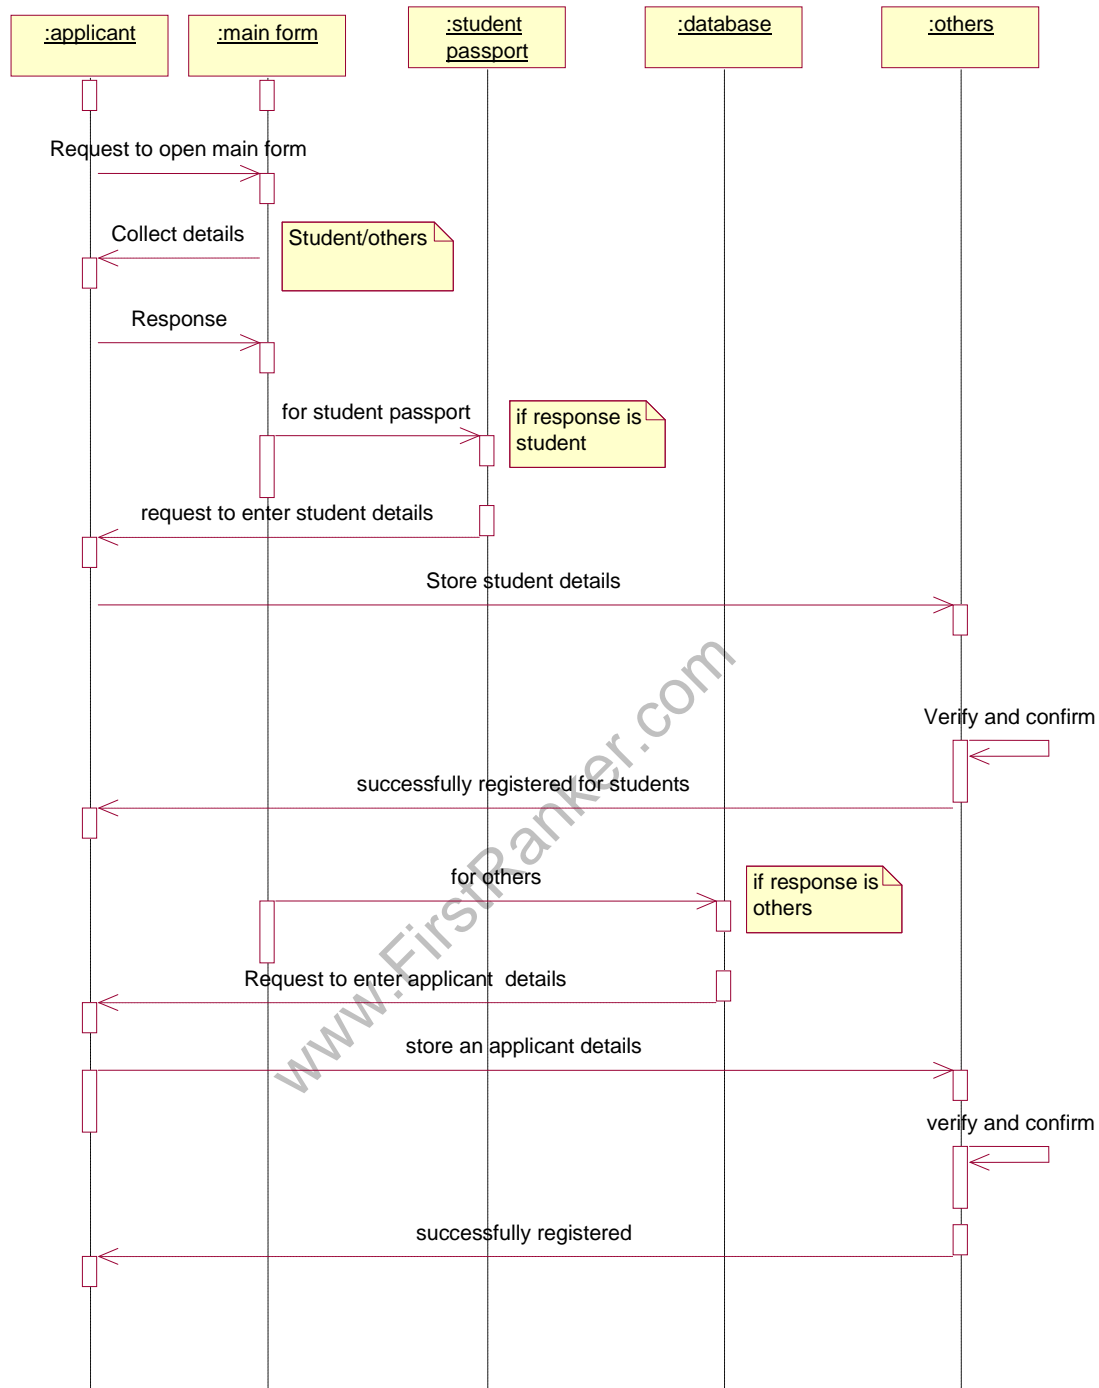 :applicant
:main form
:student
passport
:database
:others
Request to open main form
Collect details
Student/others
Response
for student passport
if response is
student
request to enter student details
Store student details
Verify and confirm
successfully registered for students
for others
if response is
others
Request to enter applicant  details
store an applicant details
verify and confirm
successfully registered
www.FirstRanker.com